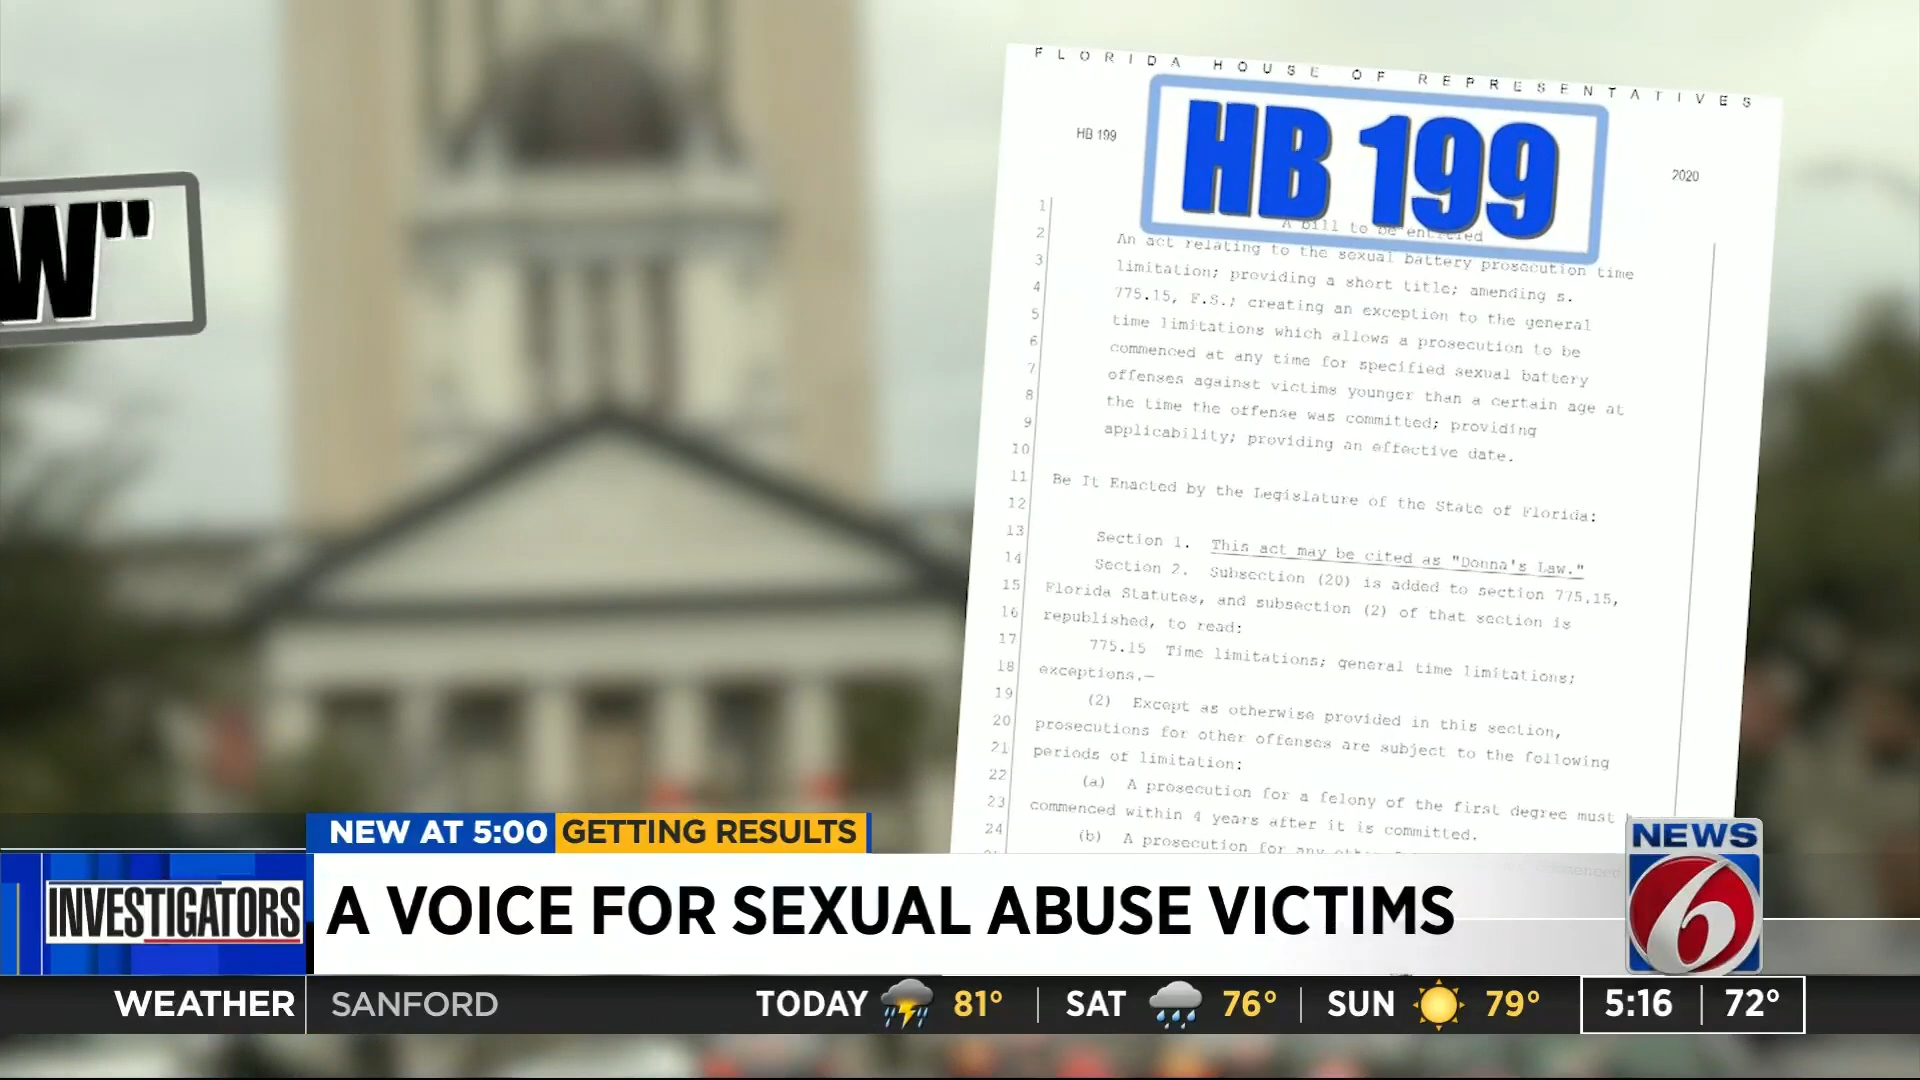 W"
FLORIDA HOUSE OF REPRESENTATIVES
HB 199
HB 199
2020
1
A bill to be entitled
2
An act relating to the sexual battery prosecution time
3
limitation; providing a short title; amending s.
4
775.15, F.S.; creating an exception to the general
5
time limitations which allows a prosecution to be
6
commenced at any time for specified sexual battery
7
offenses against victims younger than a certain age at
8
the time the offense was committed; providing
9
applicability; providing an effective date.
10
11
Be It Enacted by the Legislature of the State of Florida:
12
13
Section 1. This act may be cited as "Donna's Law."
14
Section 2. Subsection (20) is added to section 775.15,
15
Florida Statutes, and subsection (2) of that section is
16
republished, to read:
17
775.15 Time limitations; general time limitations;
18
exceptions.—
19
(2) Except as otherwise provided in this section,
20
prosecutions for other offenses are subject to the following
21
periods of limitation:
22
(a) A prosecution for a felony of the first degree must
23
commenced within 4 years after it is committed.
24
(b) A prosecution for any
NEW AT 5:00 GETTING RESULTS
INVESTIGATORS
A VOICE FOR SEXUAL ABUSE VICTIMS
NEWS
6
WEATHER SANFORD TODAY 81° SAT 76° SUN 79° 5:16 72°